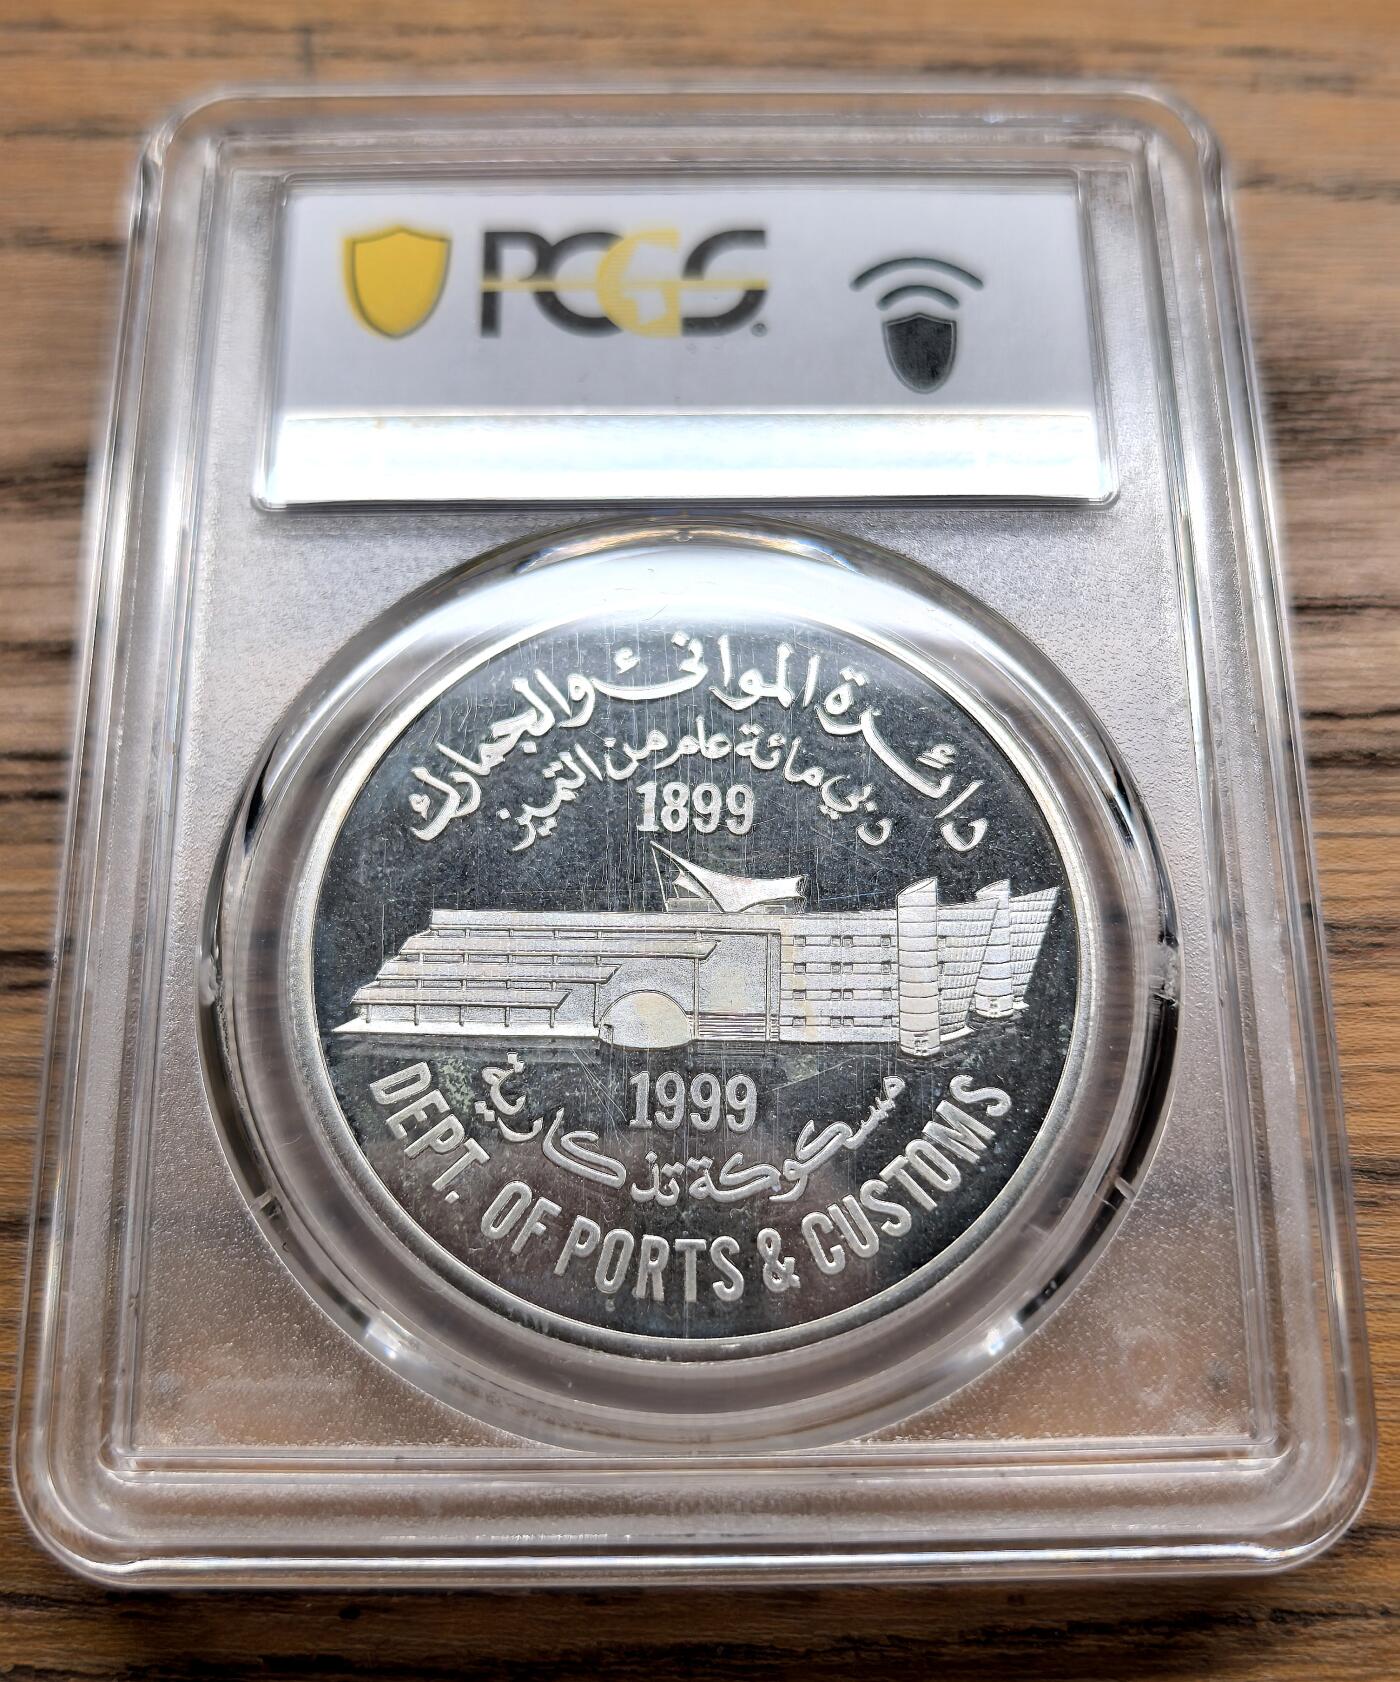 PCGS
دائرة الموانئ والجمارك
دبي مائة عام من التميز
1899
1999
مسكوكة تذكارية
DEPT. OF PORTS & CUSTOMS